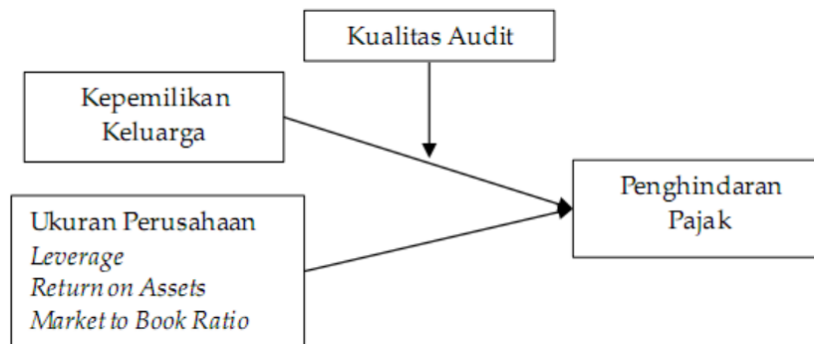 Kualitas Audit
Kepemilikan
Keluarga
Penghindaran
Pajak
Ukuran Perusahaan
Leverage
Return on Assets
Market to Book Ratio